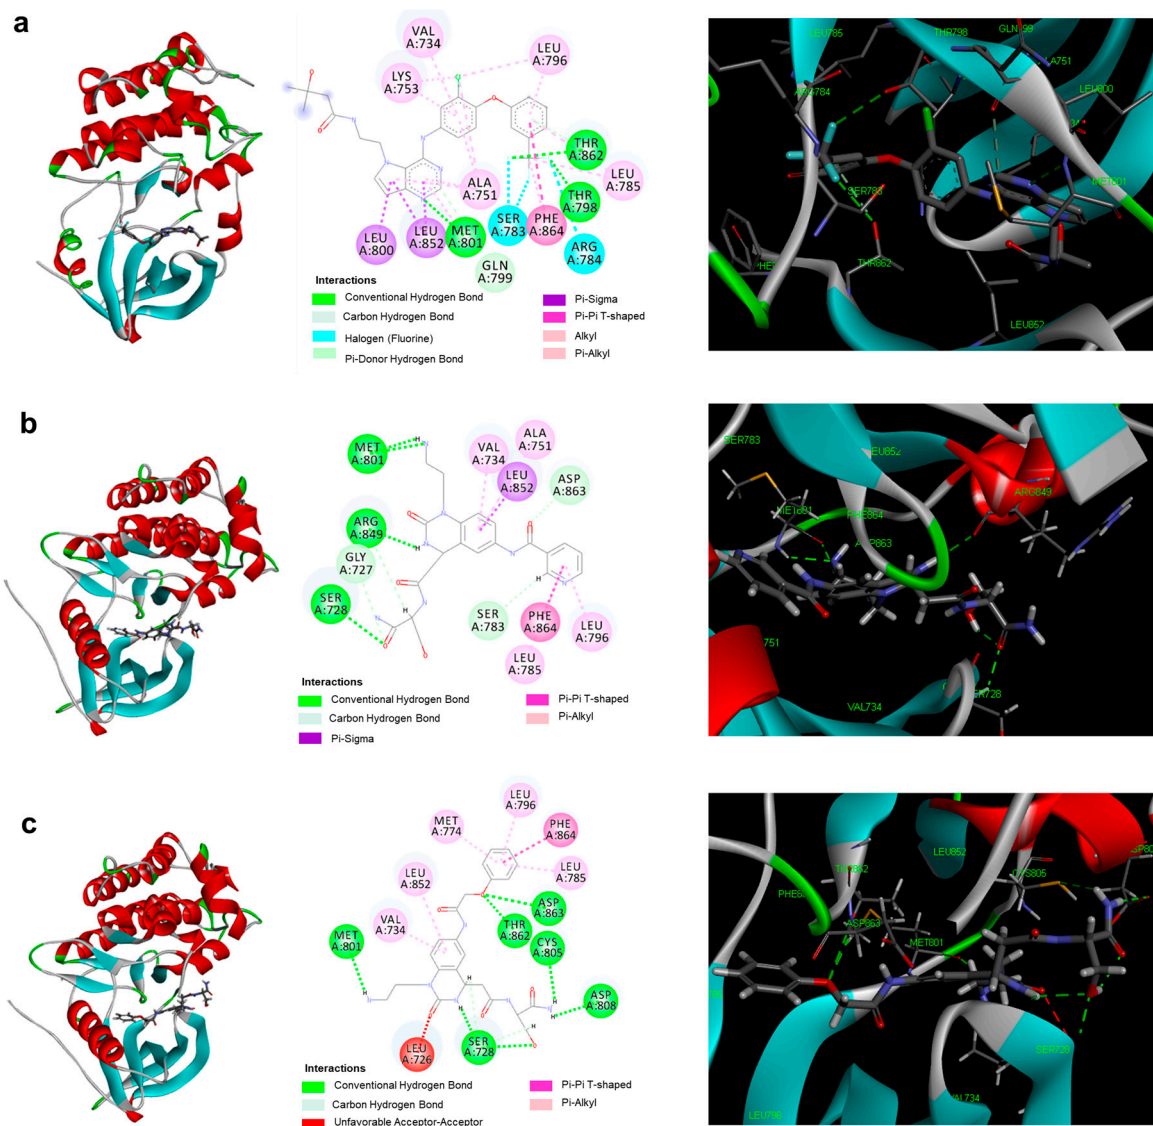 a
VAL
A:734
LEU
A:796
LYS
A:753
Cl
THR
A:862
LEU
A:785
ALA
A:751
THR
A:798
SER
A:783
PHE
A:864
LEU
A:800
LEU
A:852
MET
A:801
ARG
A:784
GLN
A:799
Interactions
Conventional Hydrogen Bond
Carbon Hydrogen Bond
Halogen (Fluorine)
Pi-Donor Hydrogen Bond
Pi-Sigma
Pi-Pi T-shaped
Alkyl
Pi-Alkyl
LEU785
THR798
A751
ARG784
LEU800
SER783
MET801
THR862
LEU852
b
MET
A:801
VAL
A:734
ALA
A:751
LEU
A:852
ASP
A:863
ARG
A:849
GLY
A:727
SER
A:728
SER
A:783
PHE
A:864
LEU
A:796
LEU
A:785
Interactions
Conventional Hydrogen Bond
Carbon Hydrogen Bond
Pi-Sigma
Pi-Pi T-shaped
Pi-Alkyl
SER783
EU852
ARG849
PHE864
751
VAL734
c
LEU
A:796
MET
A:774
PHE
A:864
LEU
A:852
LEU
A:785
VAL
A:734
ASP
A:863
THR
A:862
MET
A:801
CYS
A:805
ASP
A:808
LEU
A:726
SER
A:728
Interactions
Conventional Hydrogen Bond
Carbon Hydrogen Bond
Unfavorable Acceptor-Acceptor
Pi-Pi T-shaped
Pi-Alkyl
LEU852
ASP863
MET801
SER728
LEU796